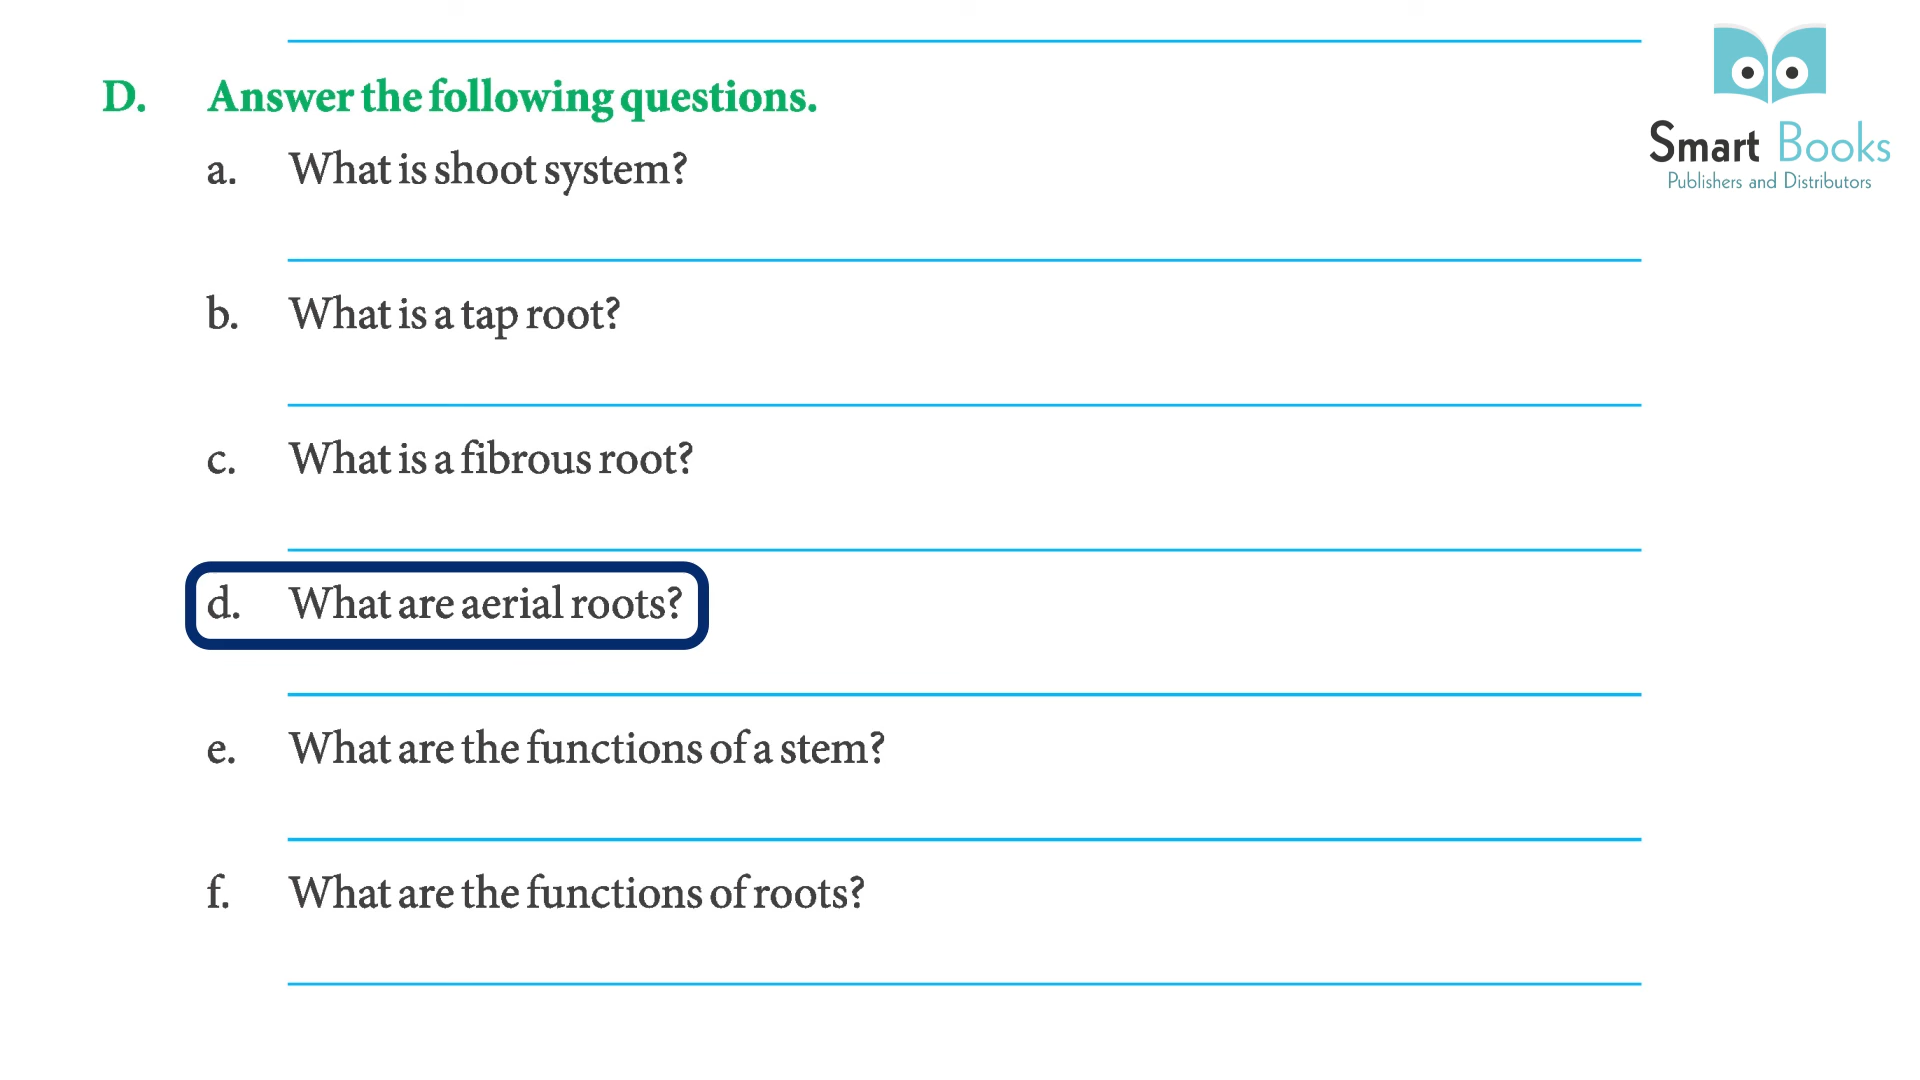 Smart Books
Publishers and Distributors
D. Answer the following questions.
a. What is shoot system?
b. What is a tap root?
c. What is a fibrous root?
d. What are aerial roots?
e. What are the functions of a stem?
f. What are the functions of roots?